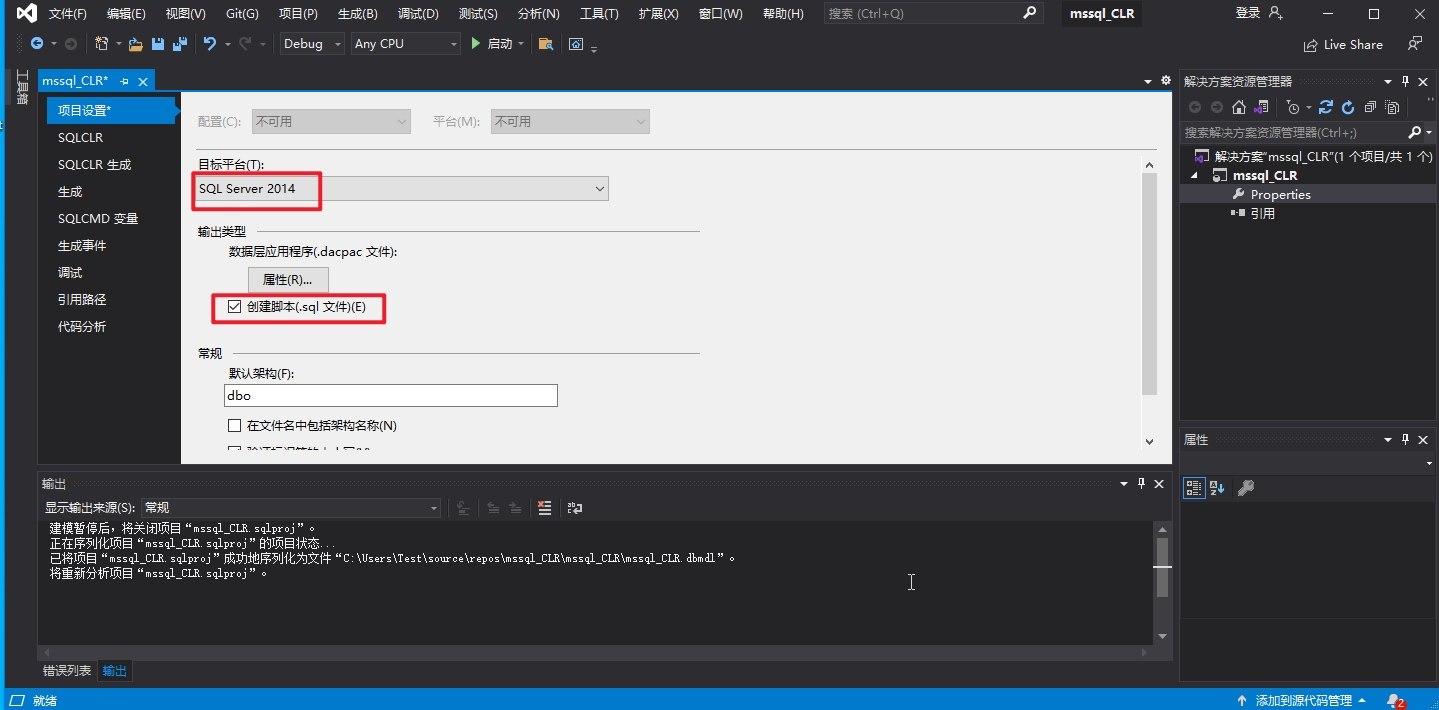 文件(F) 编辑(E) 视图(V) Git(G) 项目(P) 生成(B) 调试(D) 测试(S) 分析(N) 工具(T) 扩展(X) 窗口(W) 帮助(H) 搜索 (Ctrl+Q) mssql_CLR 登录
Debug Any CPU 启动 Live Share
工具箱
mssql_CLR*
项目设置*
SQLCLR
SQLCLR 生成
生成
SQLCMD 变量
生成事件
调试
引用路径
代码分析
配置(C): 不可用 平台(M): 不可用
目标平台(T):
SQL Server 2014
输出类型
数据层应用程序(.dacpac 文件):
属性(R)...
创建脚本(.sql 文件)(E)
常规
默认架构(F):
dbo
在文件名中包括架构名称(N)
解决方案资源管理器
搜索解决方案资源管理器(Ctrl+;)
解决方案"mssql_CLR"(1 个项目/共 1 个)
mssql_CLR
Properties
引用
属性
输出
显示输出来源(S): 常规
建模暂停后，将关闭项目“mssql_CLR.sqlproj”。
正在序列化项目“mssql_CLR.sqlproj”的项目状态...
已将项目“mssql_CLR.sqlproj”成功地序列化为文件“C:\Users\Test\source\repos\mssql_CLR\mssql_CLR\mssql_CLR.dbmdl”。
将重新分析项目“mssql_CLR.sqlproj”。
错误列表 输出
就绪 添加到源代码管理 2